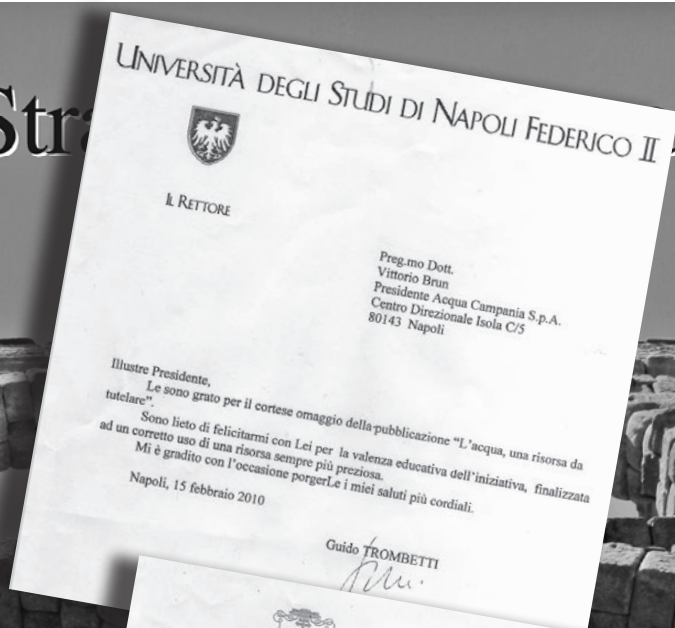 Stra
UNIVERSITÀ DEGLI STUDI DI NAPOLI FEDERICO II
IL RETTORE
Preg.mo Dott.
Vittorio Brun
Presidente Acqua Campania S.p.A.
Centro Direzionale Isola C/5
80143 Napoli
Illustre Presidente,
Le sono grato per il cortese omaggio della pubblicazione “L’acqua, una risorsa da
tutelare”.
Sono lieto di felicitarmi con Lei per la valenza educativa dell’iniziativa, finalizzata
ad un corretto uso di una risorsa sempre più preziosa.
Mi è gradito con l’occasione porgerLe i miei saluti più cordiali.
Napoli, 15 febbraio 2010
Guido TROMBETTI